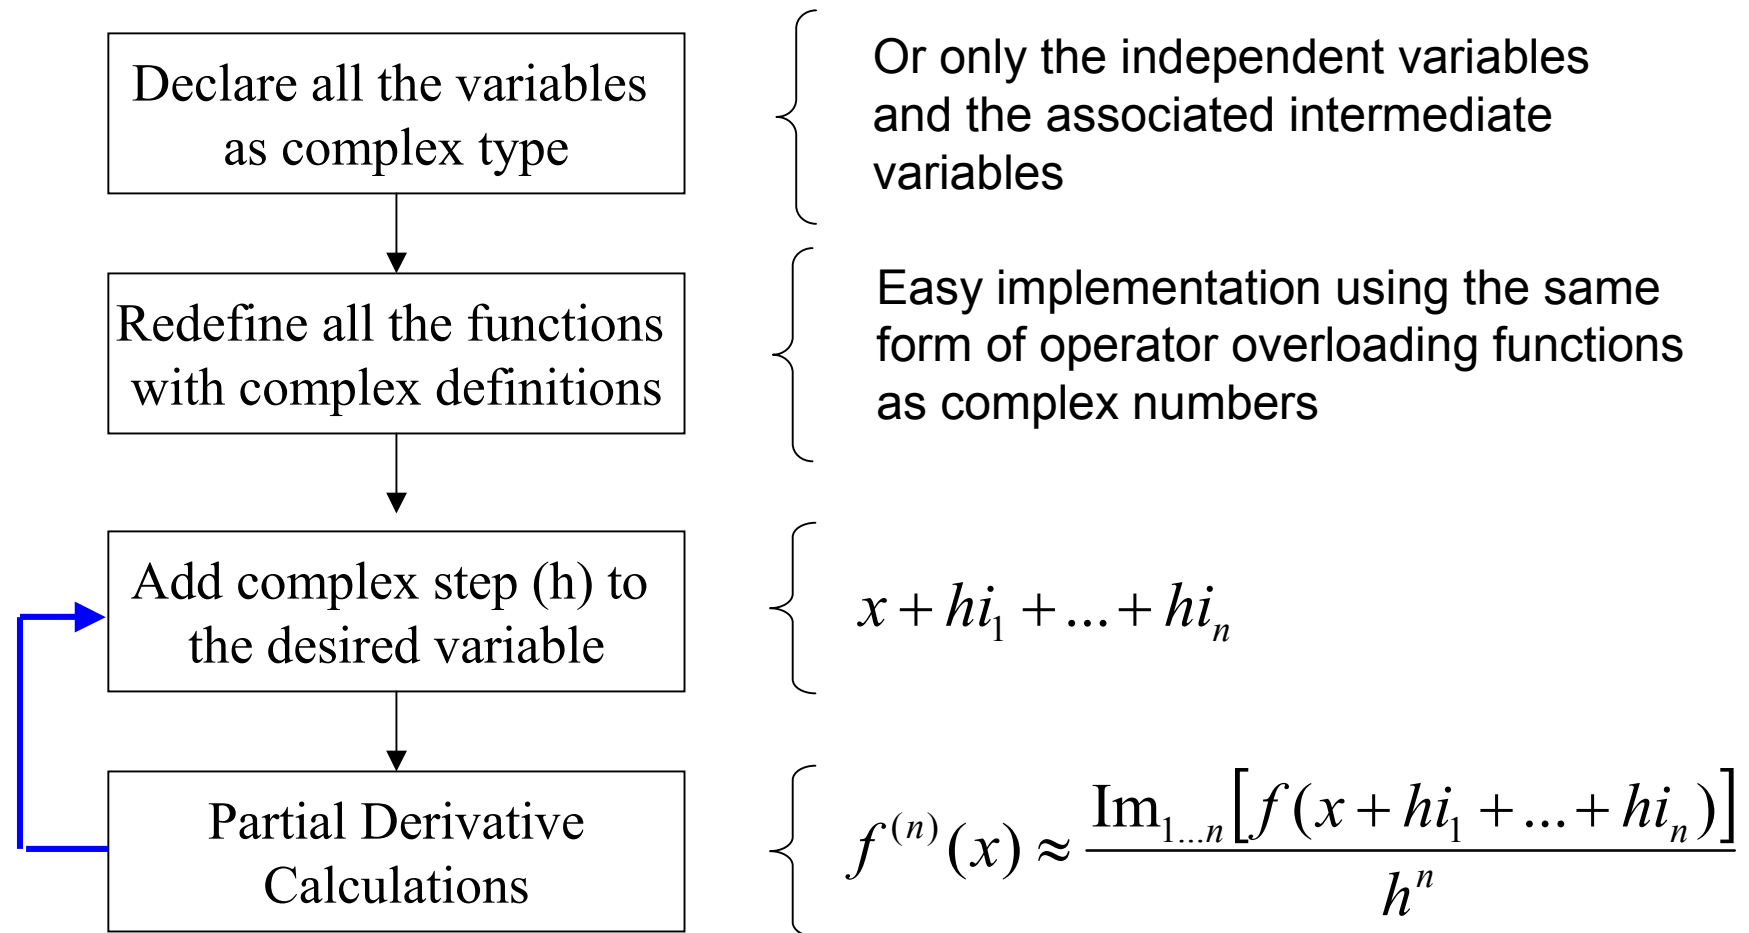 Declare all the variables
as complex type
Or only the independent variables
and the associated intermediate
variables
Redefine all the functions
with complex definitions
Easy implementation using the same
form of operator overloading functions
as complex numbers
Add complex step (h) to
the desired variable
x + hi₁ + ... + hiₙ
Partial Derivative
Calculations
f⁽ⁿ⁾(x) ≈ Im₁...ₙ[f(x + hi₁ + ... + hiₙ)]
hⁿ